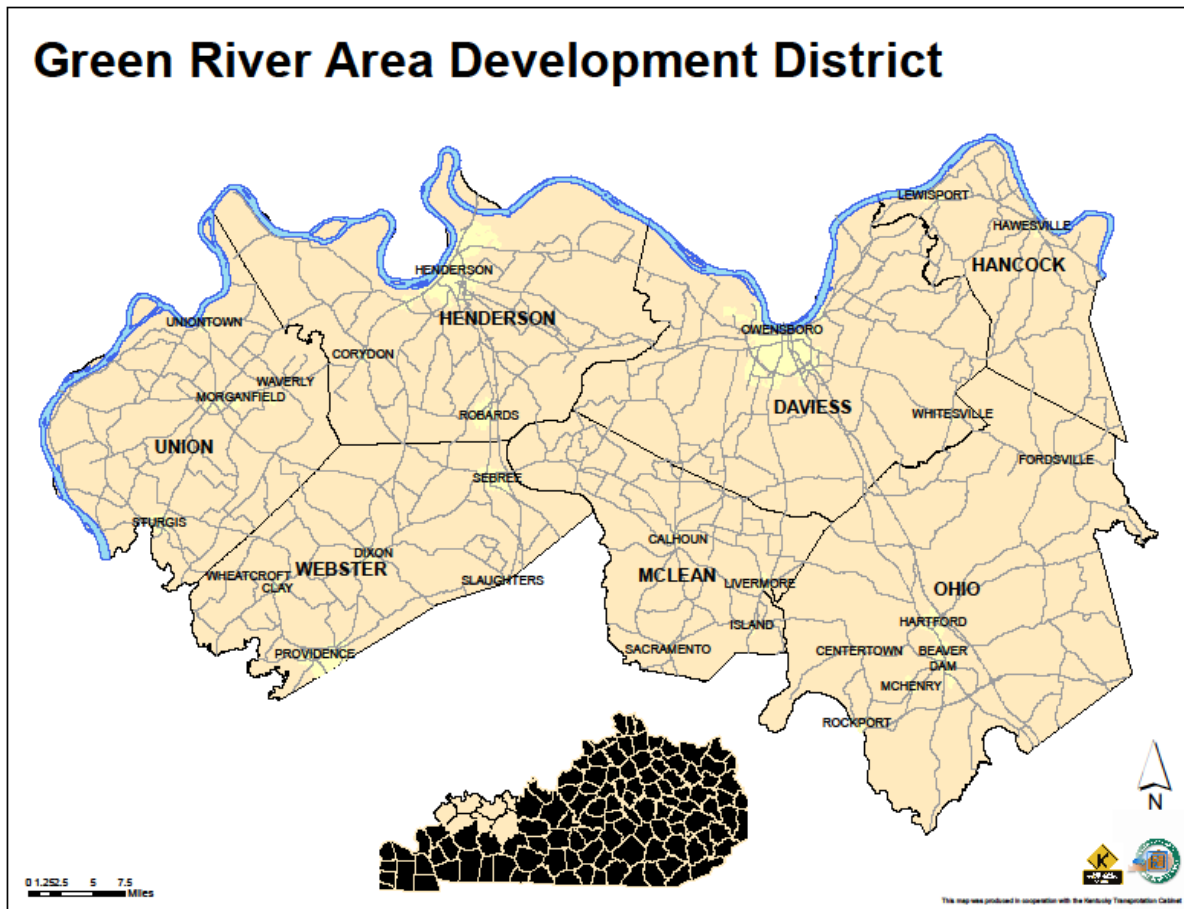 Green River Area Development District
LEWISPORT
HAWESVILLE
HANCOCK
HENDERSON
HENDERSON
UNIONTOWN
OWENSBORO
CORYDON
WAVERLY
MORGANFIELD
ROBARDS
DAVIESS
WHITESVILLE
UNION
FORDSVILLE
SEBREE
STURGIS
CALHOUN
DIXON
WEBSTER
WHEATCROFT
CLAY
SLAUGHTERS
MCLEAN
LIVERMORE
OHIO
ISLAND
HARTFORD
SACRAMENTO
CENTERTOWN
BEAVER
DAM
PROVIDENCE
MCHENRY
ROCKPORT
N
0 1.25 2.5 5 7.5
Miles
This map was produced in cooperation with the Kentucky Transportation Cabinet